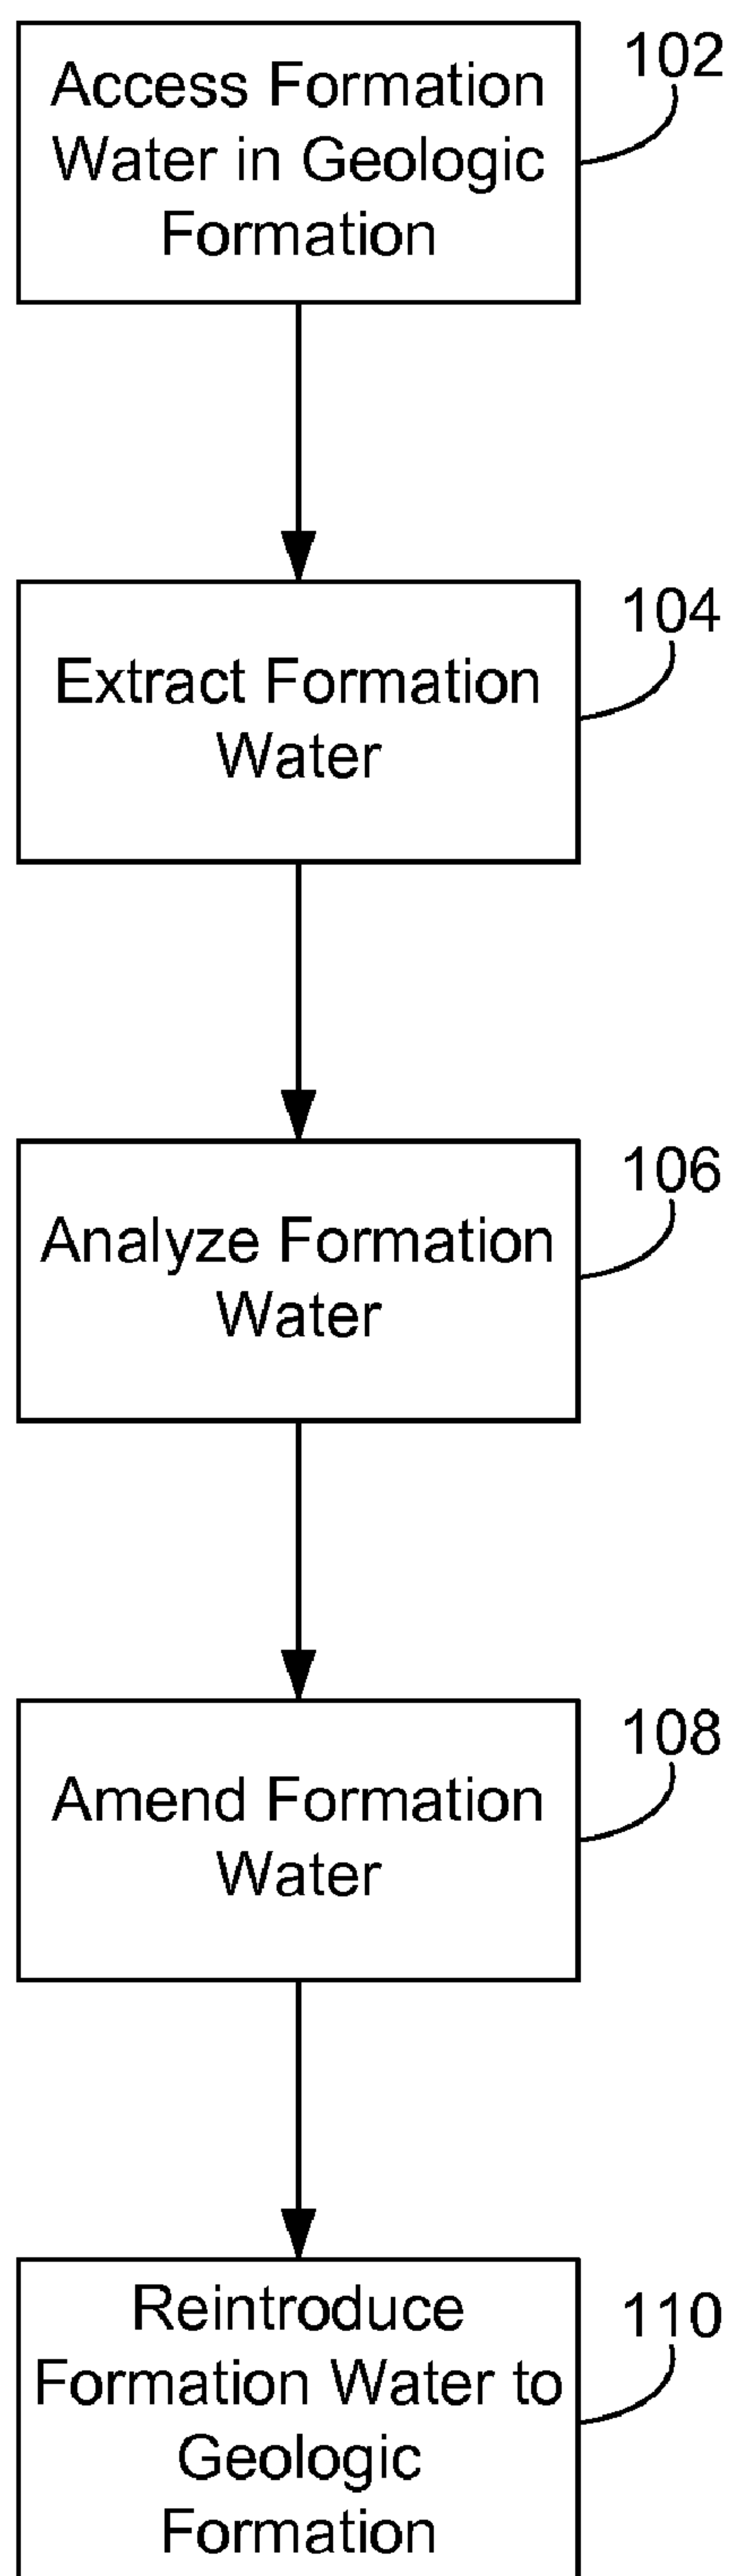 Access Formation
Water in Geologic
Formation
102
Extract Formation
Water
104
Analyze Formation
Water
106
Amend Formation
Water
108
Reintroduce
Formation Water to
Geologic
Formation
110